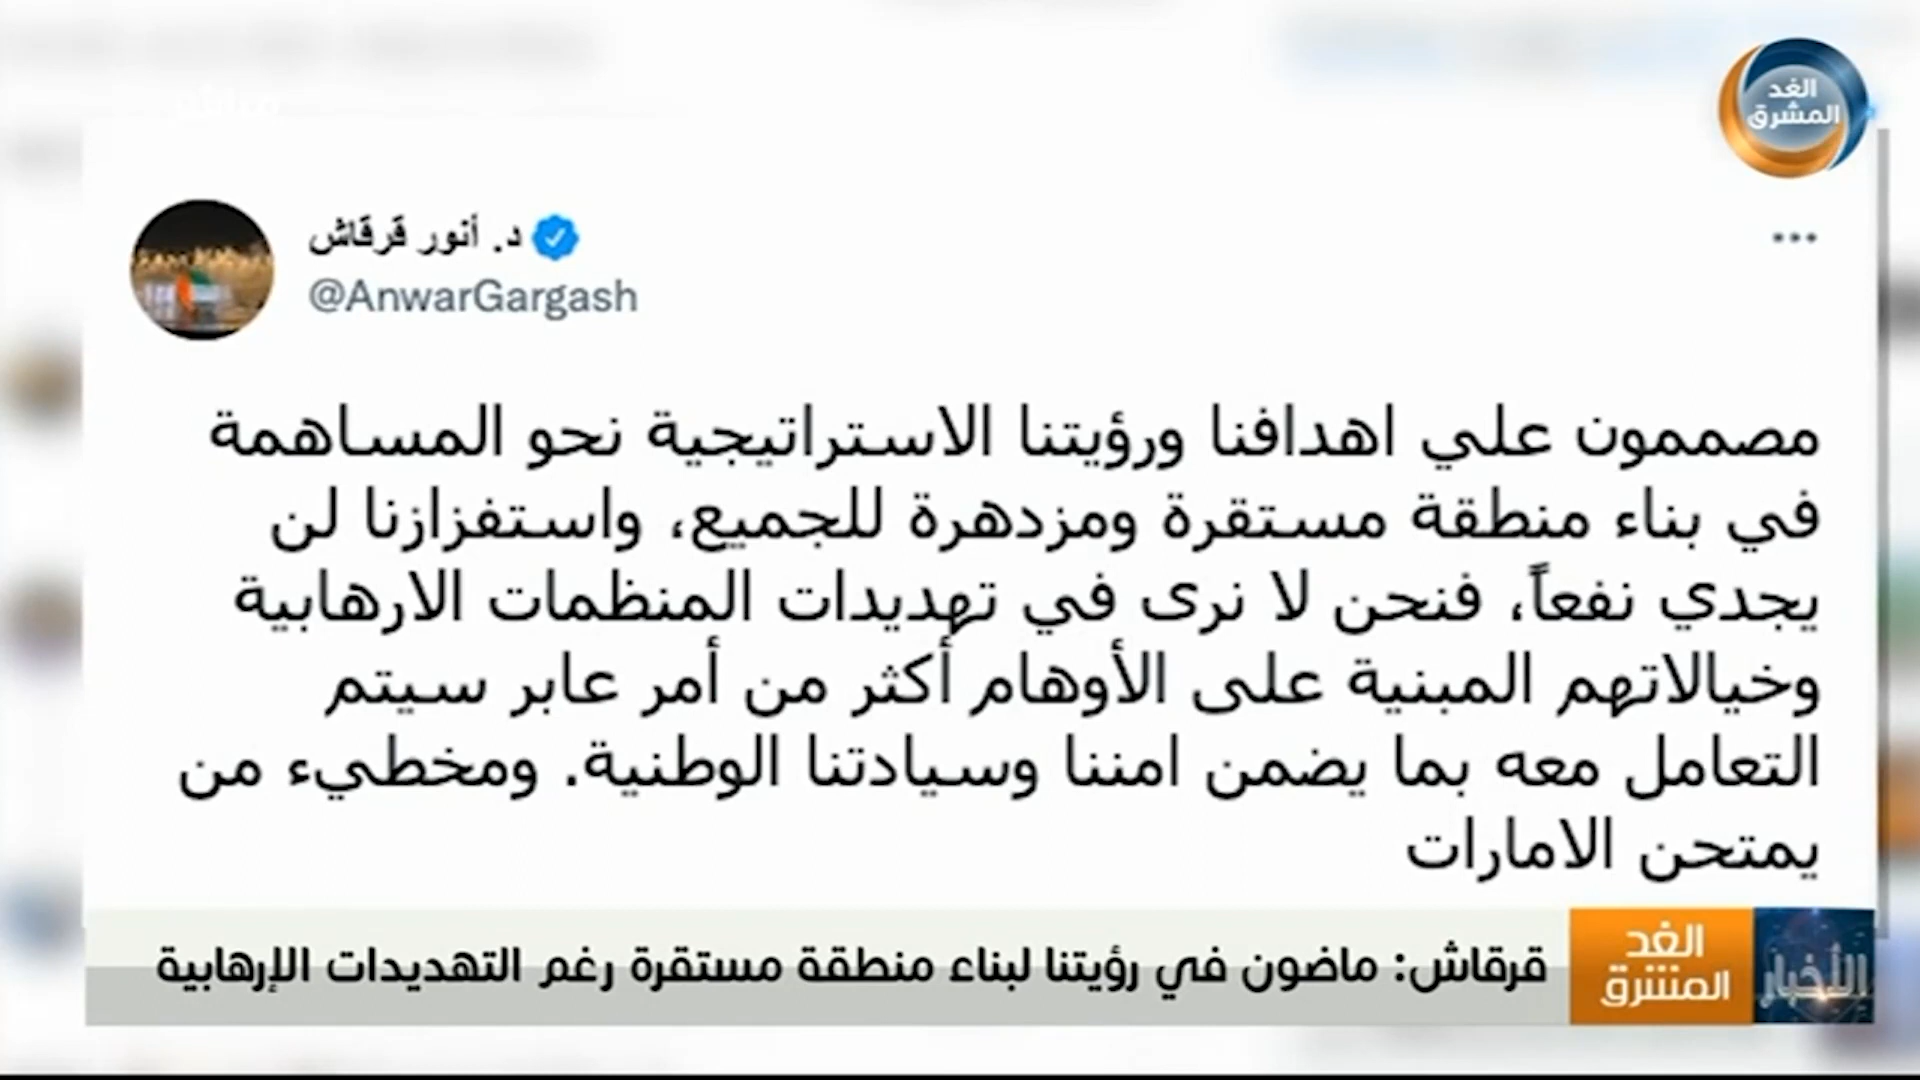 الغد
المشرق
د. أنور قرقاش
@AnwarGargash
مصممون علي اهدافنا ورؤيتنا الاستراتيجية نحو المساهمة
في بناء منطقة مستقرة ومزدهرة للجميع، واستفزازنا لن
يجدي نفعاً، فنحن لا نرى في تهديدات المنظمات الارهابية
وخيالاتهم المبنية على الأوهام أكثر من أمر عابر سيتم
التعامل معه بما يضمن امننا وسيادتنا الوطنية. ومخطيء من
يمتحن الامارات
الأخبار
الغد
المشرق
قرقاش: ماضون في رؤيتنا لبناء منطقة مستقرة رغم التهديدات الإرهابية